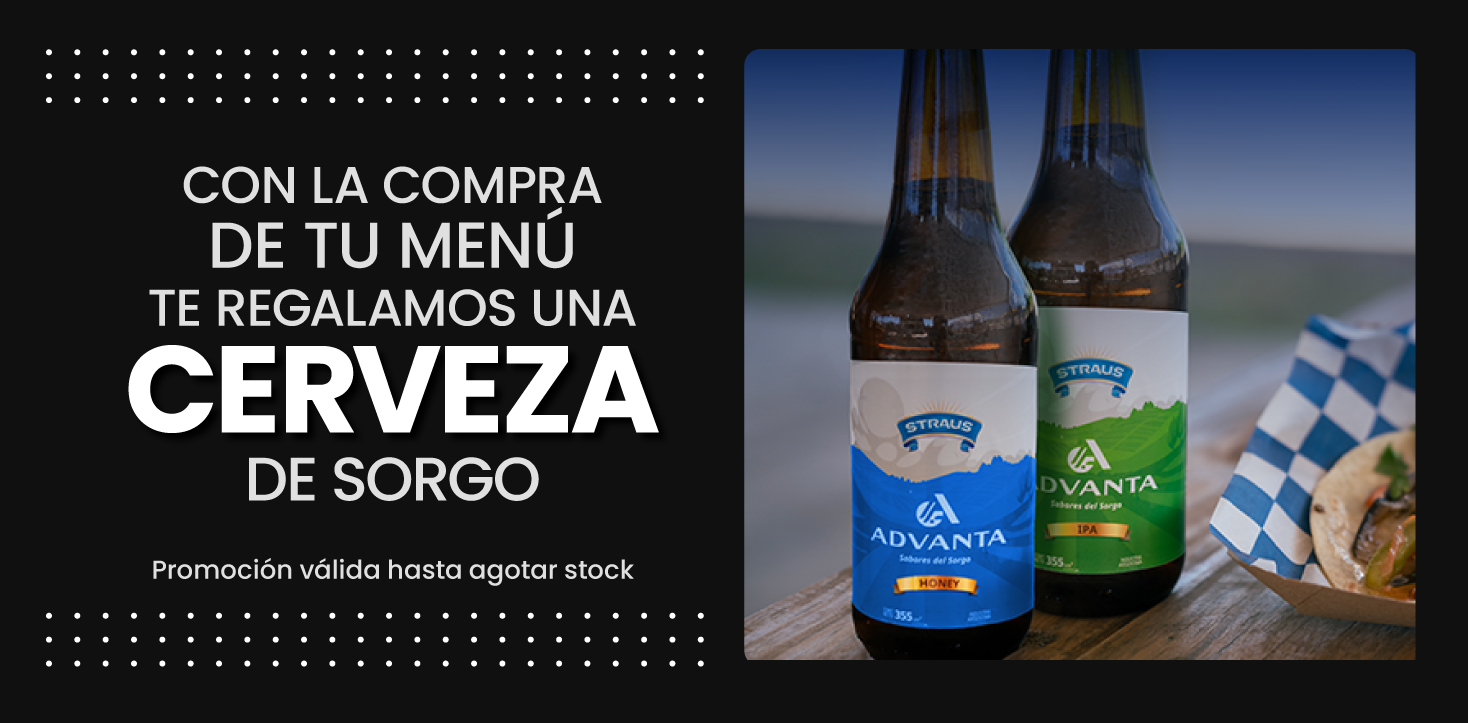 CON LA COMPRA
DE TU MENÚ
TE REGALAMOS UNA
CERVEZA
DE SORGO
Promoción válida hasta agotar stock
STRAUS
ADVANTA
Sabores del Sorgo
HONEY
355
STRAUS
ADVANTA
Sabores del Sorgo
IPA
355